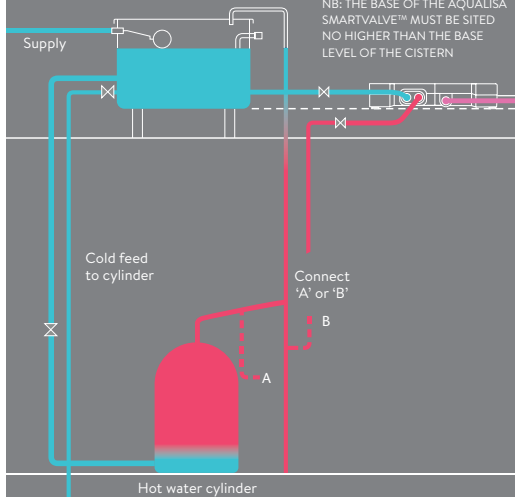 NB: THE BASE OF THE AQUALISA
SMARTVALVE™ MUST BE SITED
NO HIGHER THAN THE BASE
LEVEL OF THE CISTERN
Supply
Cold feed
to cylinder
Connect
‘A’ or ‘B’
B
A
Hot water cylinder